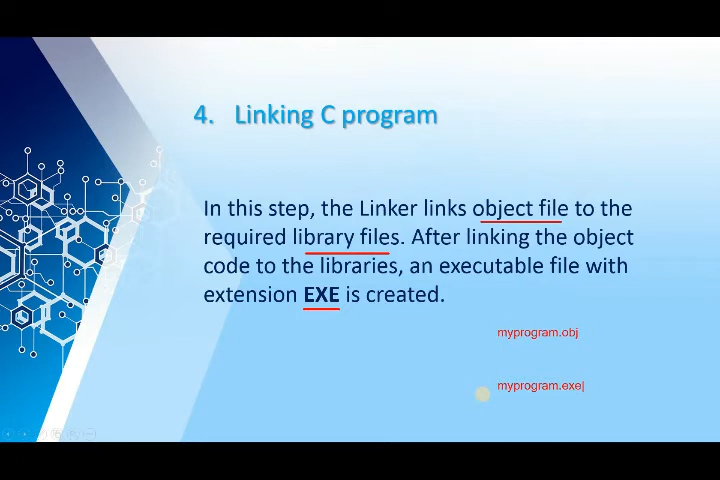 4. Linking C program
In this step, the Linker links object file to the
required library files. After linking the object
code to the libraries, an executable file with
extension EXE is created.
myprogram.obj
myprogram.exe